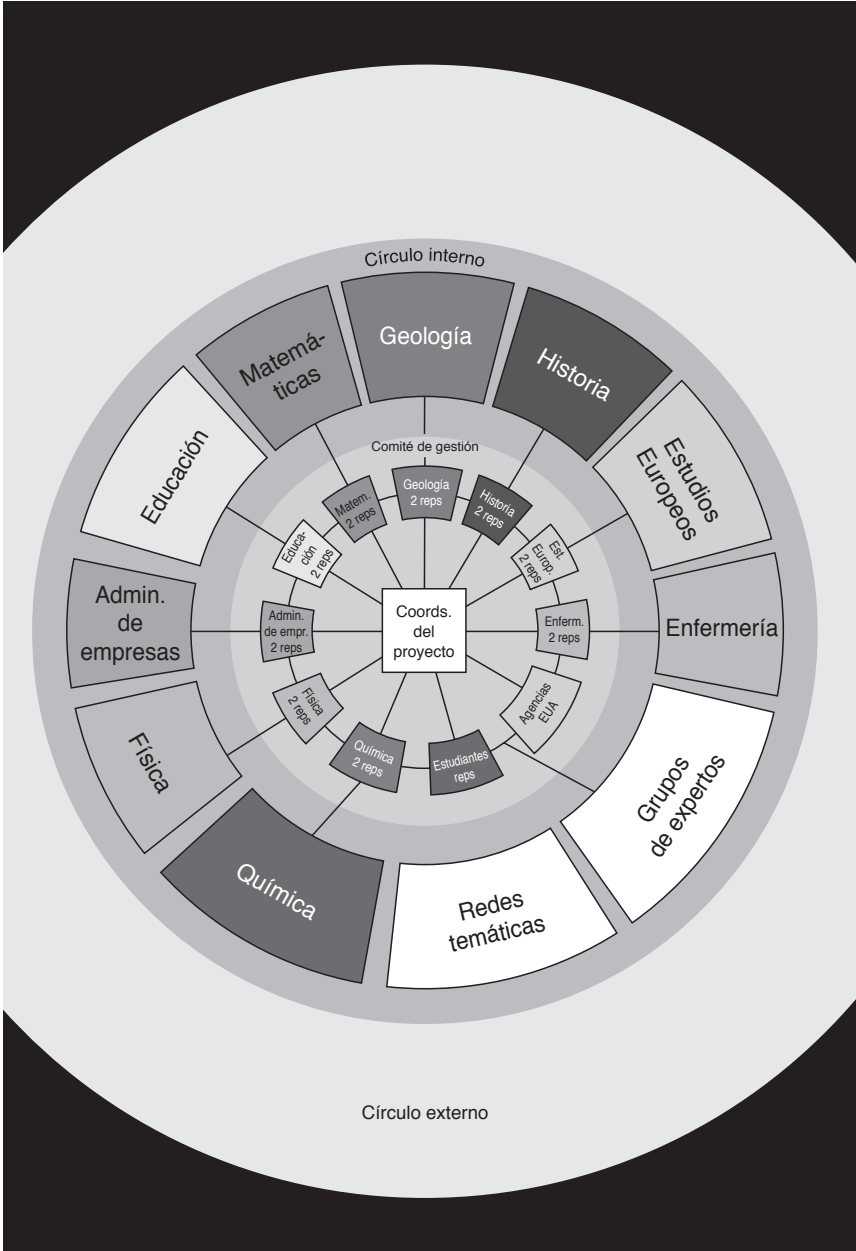 Círculo interno
Geología
Historia
Estudios
Europeos
Enfermería
Grupos
de expertos
Redes
temáticas
Química
Física
Admin.
de
empresas
Educación
Matemá-
ticas
Comité de gestión
Geología
2 reps
Historia
2 reps
Est.
Europ.
2 reps
Enferm.
2 reps
Agencias
EUA
Estudiantes
reps
Química
2 reps
Física
2 reps
Admin.
de empr.
2 reps
Educa-
ción
2 reps
Matem.
2 reps
Coords.
del
proyecto
Círculo externo